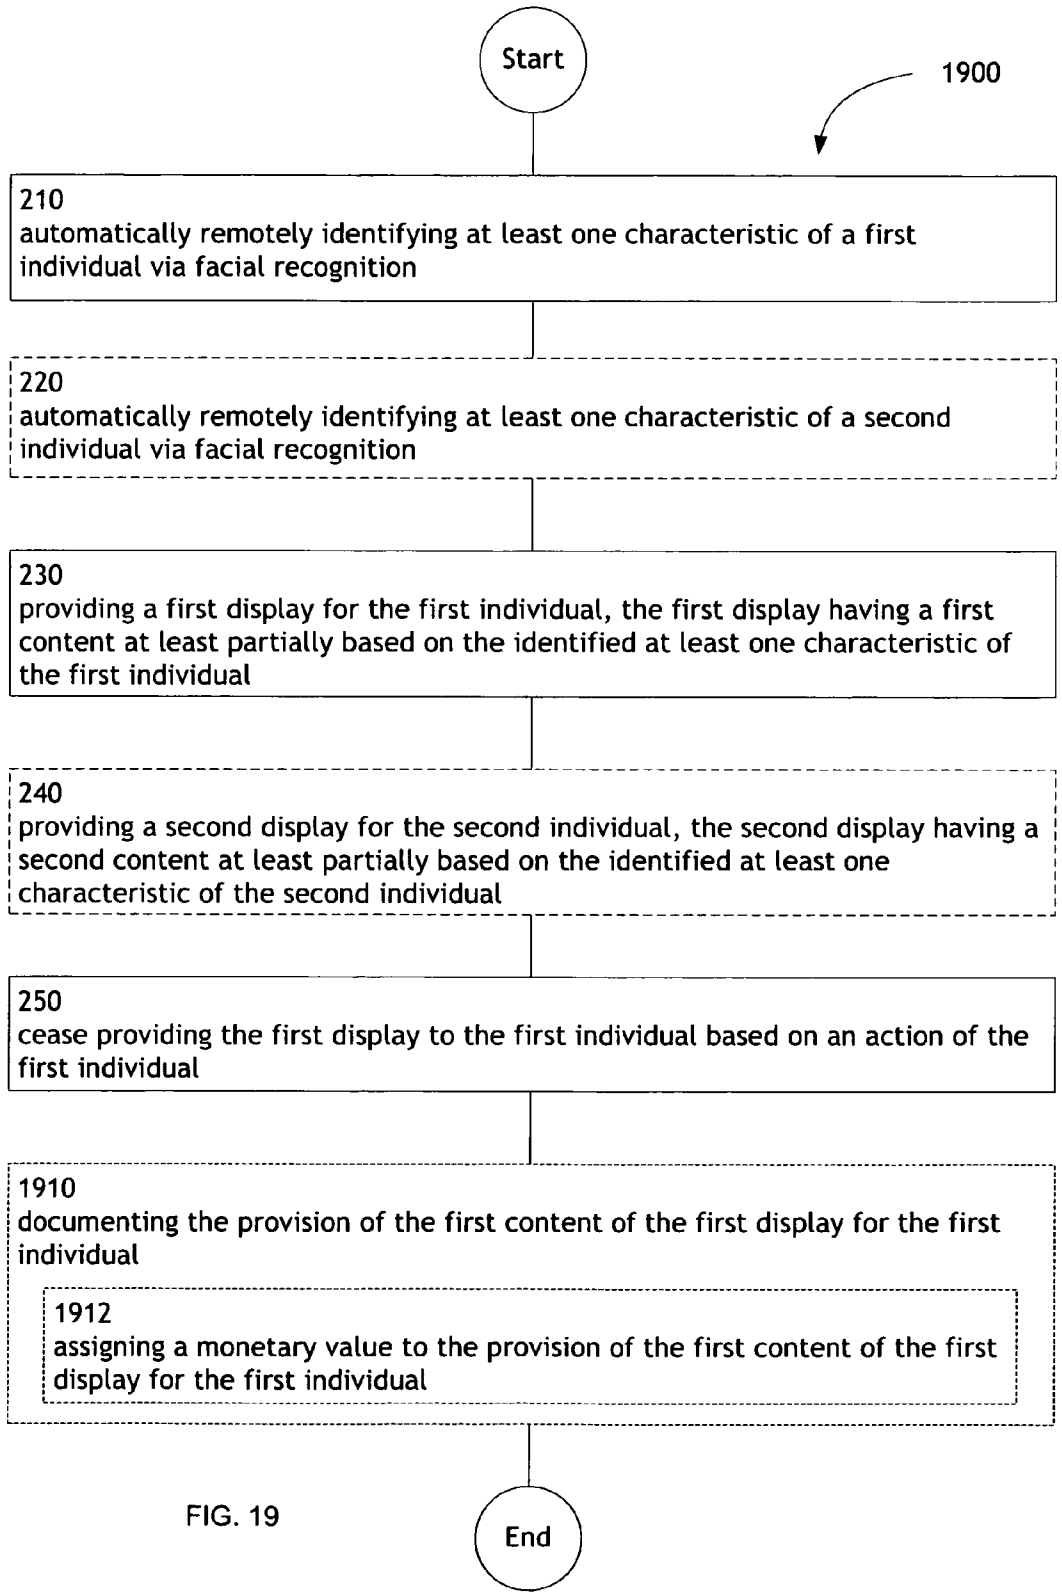 Start
1900
210
automatically remotely identifying at least one characteristic of a first
individual via facial recognition
220
automatically remotely identifying at least one characteristic of a second
individual via facial recognition
230
providing a first display for the first individual, the first display having a first
content at least partially based on the identified at least one characteristic of
the first individual
240
providing a second display for the second individual, the second display having a
second content at least partially based on the identified at least one
characteristic of the second individual
250
cease providing the first display to the first individual based on an action of the
first individual
1910
documenting the provision of the first content of the first display for the first
individual
1912
assigning a monetary value to the provision of the first content of the first
display for the first individual
FIG. 19
End